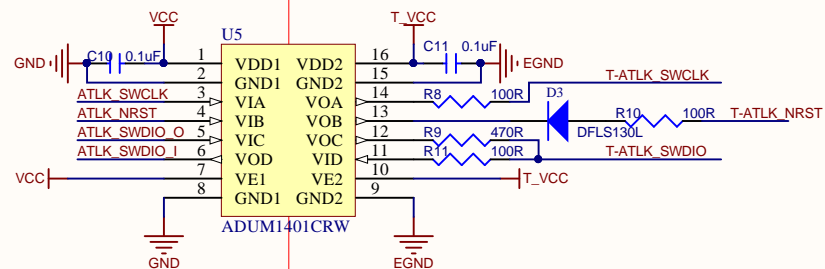 VCC
U5
T_VCC
GND
C10
0.1uF
1
VDD1
VDD2
16
C11
0.1uF
EGND
2
GND1
GND2
15
T-ATLK_SWCLK
ATLK_SWCLK
3
VIA
VOA
14
R8
100R
D3
ATLK_NRST
4
VIB
VOB
13
R10
100R
T-ATLK_NRST
DFLS130L
ATLK_SWDIO_O
5
VIC
VOC
12
R9
470R
ATLK_SWDIO_I
6
VOD
VID
11
R11
100R
T-ATLK_SWDIO
VCC
7
VE1
VE2
10
T_VCC
8
GND1
GND2
9
ADUM1401CRW
GND
EGND